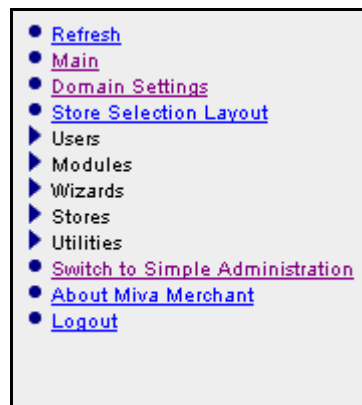 Refresh
Main
Domain Settings
Store Selection Layout
Users
Modules
Wizards
Stores
Utilities
Switch to Simple Administration
About Miva Merchant
Logout